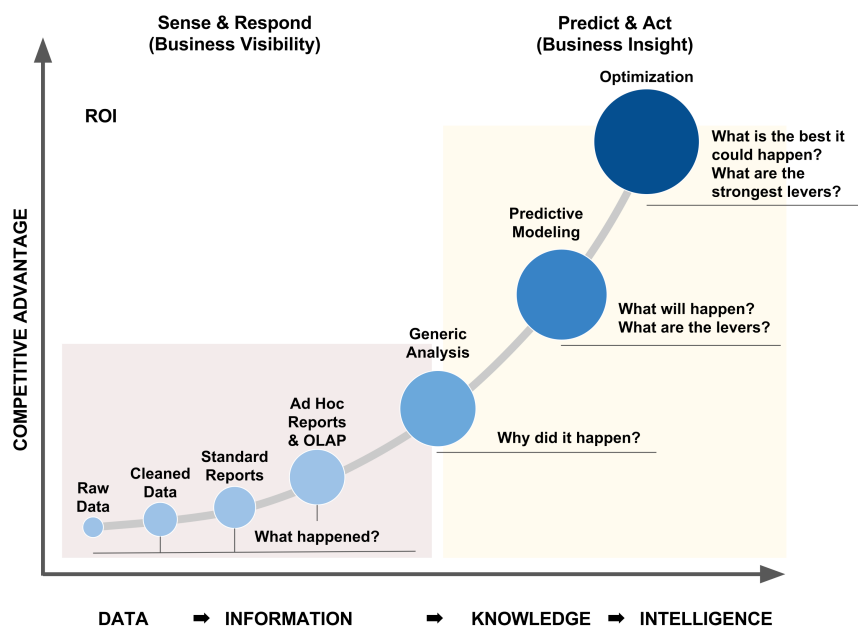 Sense & Respond
(Business Visibility)
Predict & Act
(Business Insight)
Optimization
ROI
What is the best it
could happen?
What are the
strongest levers?
Predictive
Modeling
What will happen?
What are the levers?
Generic
Analysis
Why did it happen?
Ad Hoc
Reports
& OLAP
Standard
Reports
Cleaned
Data
Raw
Data
What happened?
COMPETITIVE ADVANTAGE
DATA ➡ INFORMATION ➡ KNOWLEDGE ➡ INTELLIGENCE